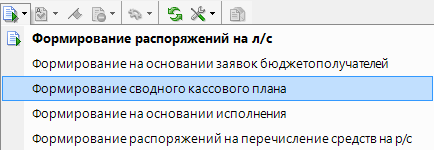 Формирование распоряжений на л/с
Формирование на основании заявок бюджетополучателей
Формирование сводного кассового плана
Формирование на основании исполнения
Формирование распоряжений на перечисление средств на р/с